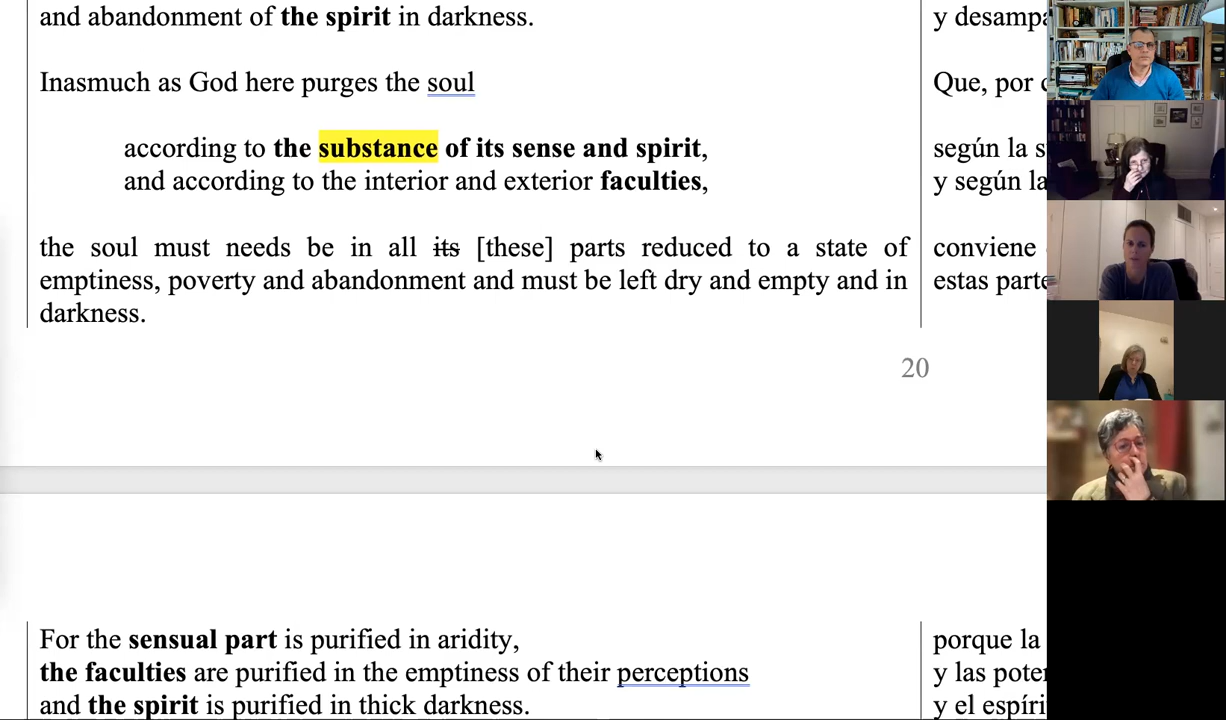 and abandonment of the spirit in darkness.
Inasmuch as God here purges the soul
according to the substance of its sense and spirit,
and according to the interior and exterior faculties,
the soul must needs be in all its [these] parts reduced to a state of
emptiness, poverty and abandonment and must be left dry and empty and in
darkness.
20
For the sensual part is purified in aridity,
the faculties are purified in the emptiness of their perceptions
and the spirit is purified in thick darkness.
y desampa
Que, por
según la s
y según la
conviene
estas parte
porque la
y las poten
y el espíri